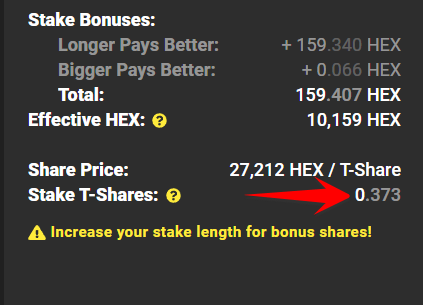 Stake Bonuses:
Longer Pays Better: + 159.340 HEX
Bigger Pays Better: + 0.066 HEX
Total: 159.407 HEX
Effective HEX: ? 10,159 HEX
Share Price: 27,212 HEX / T-Share
Stake T-Shares: ? 0.373
! Increase your stake length for bonus shares!